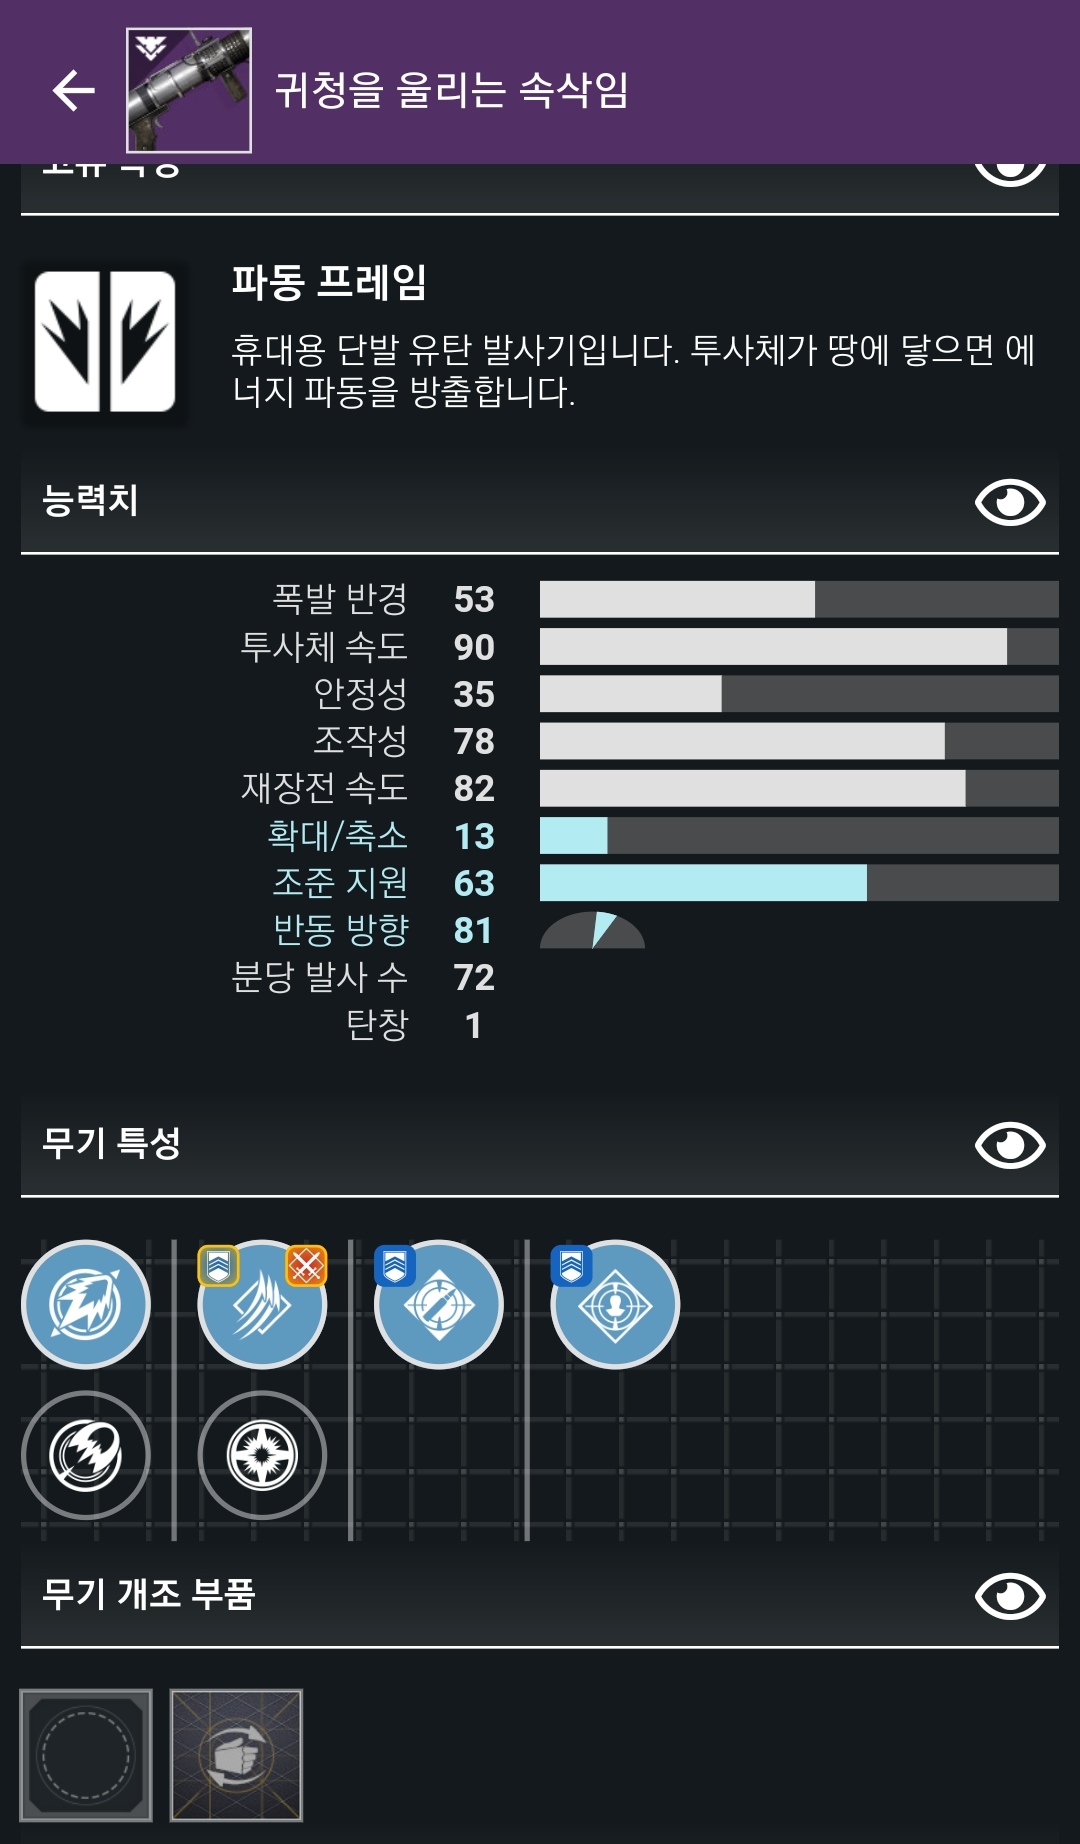 귀청을 울리는 속삭임
파동 프레임
휴대용 단발 유탄 발사기입니다. 투사체가 땅에 닿으면 에
너지 파동을 방출합니다.
능력치
폭발 반경 53
투사체 속도 90
안정성 35
조작성 78
재장전 속도 82
확대/축소 13
조준 지원 63
반동 방향 81
분당 발사 수 72
탄창 1
무기 특성
무기 개조 부품